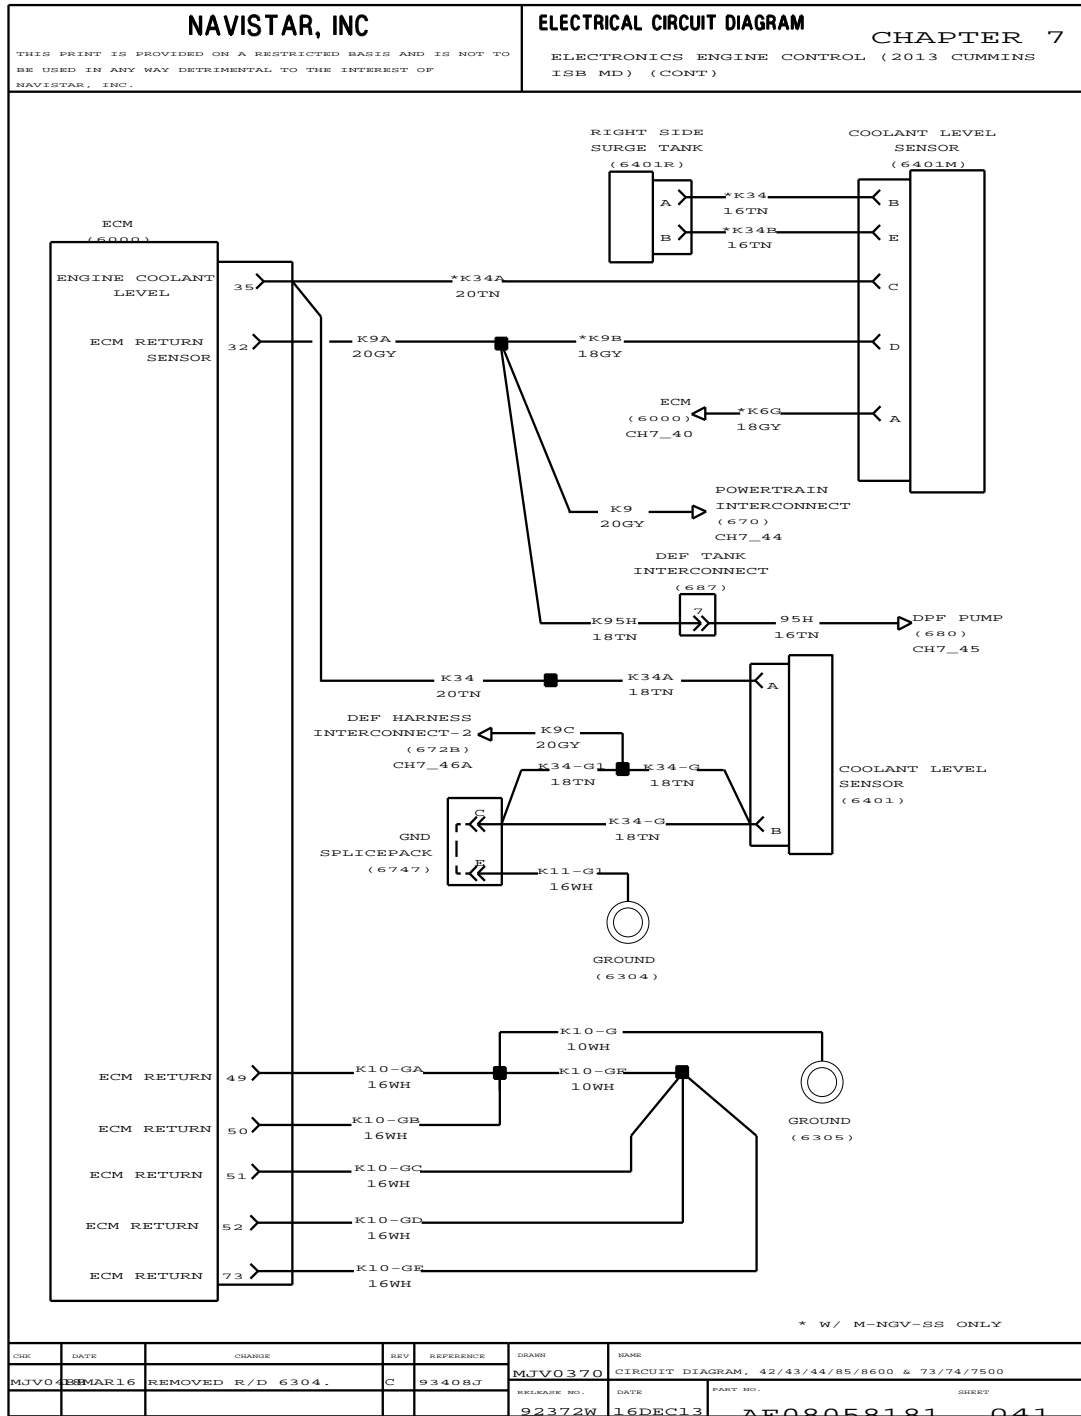 NAVISTAR, INC
THIS PRINT IS PROVIDED ON A RESTRICTED BASIS AND IS NOT TO
BE USED IN ANY WAY DETRIMENTAL TO THE INTEREST OF
NAVISTAR, INC.
ELECTRICAL CIRCUIT DIAGRAM
CHAPTER 7
ELECTRONICS ENGINE CONTROL (2013 CUMMINS
ISB MD) (CONT)
RIGHT SIDE
SURGE TANK
(6401R)
COOLANT LEVEL
SENSOR
(6401M)
A
*K34
16TN
B
B
*K34B
16TN
E
ECM
(6000)
ENGINE COOLANT
LEVEL
35
*K34A
20TN
C
ECM RETURN
SENSOR
32
K9A
20GY
*K9B
18GY
D
ECM
(6000)
CH7_40
*K6G
18GY
A
K9
20GY
POWERTRAIN
INTERCONNECT
(670)
CH7_44
DEF TANK
INTERCONNECT
(687)
7
K95H
18TN
95H
16TN
DPF PUMP
(680)
CH7_45
K34
20TN
K34A
18TN
A
DEF HARNESS
INTERCONNECT-2
(672B)
CH7_46A
K9C
20GY
K34-G1
18TN
K34-G
18TN
COOLANT LEVEL
SENSOR
(6401)
GND
SPLICEPACK
(6747)
C
K34-G
18TN
B
E
K11-G1
16WH
GROUND
(6304)
K10-G
10WH
ECM RETURN
49
K10-GA
16WH
K10-GF
10WH
GROUND
(6305)
ECM RETURN
50
K10-GB
16WH
ECM RETURN
51
K10-GC
16WH
ECM RETURN
52
K10-GD
16WH
ECM RETURN
73
K10-GE
16WH
* W/ M-NGV-SS ONLY
CHK
DATE
CHANGE
REV
REFERENCE
DRAWN
NAME
MAR16
REMOVED R/D 6304.
C
93408J
MJV0370
CIRCUIT DIAGRAM, 42/43/44/85/8600 & 73/74/7500
RELEASE NO.
DATE
PART NO.
SHEET
92372W
16DEC13
AE08058181
041